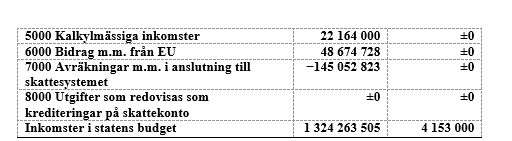 5000 Kalkylmässiga inkomster 22 164 000 ±0
6000 Bidrag m.m. från EU 48 674 728 ±0
7000 Avräkningar m.m. i anslutning till −145 052 823 ±0
skattesystemet
8000 Utgifter som redovisas som ±0 ±0
krediteringar på skattekonto
Inkomster i statens budget 1 324 263 505 4 153 000